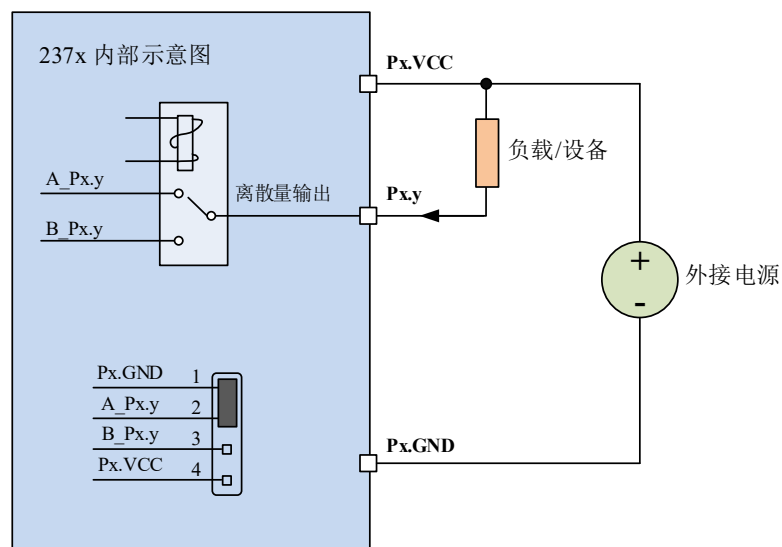 237x 内部示意图
Px.VCC
负载/设备
A_Px.y
离散量输出
Px.y
B_Px.y
+
-
外接电源
Px.GND 1
A_Px.y 2
B_Px.y 3
Px.VCC 4
Px.GND